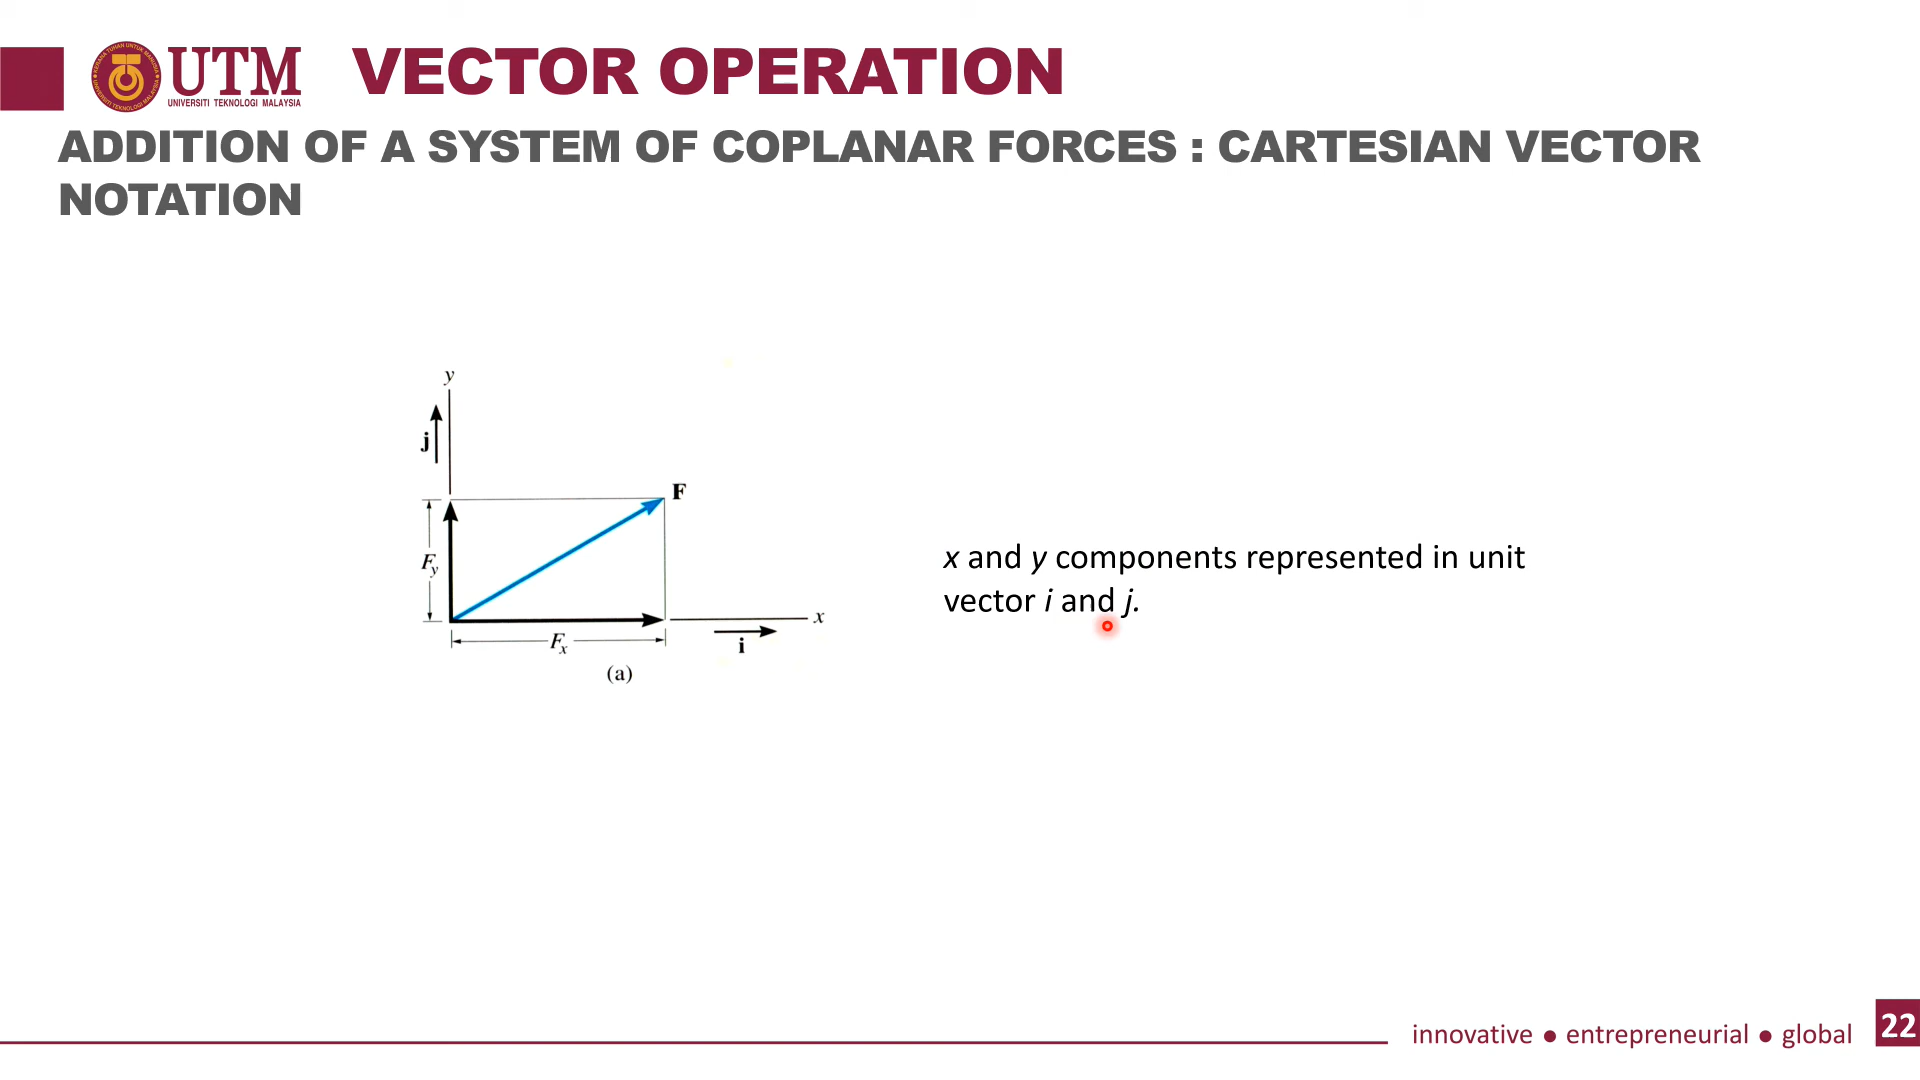 UTM
UNIVERSITI TEKNOLOGI MALAYSIA
VECTOR OPERATION
ADDITION OF A SYSTEM OF COPLANAR FORCES : CARTESIAN VECTOR
NOTATION
y
j
F
Fy
x
Fx
i
(a)
x and y components represented in unit
vector i and j.
innovative ● entrepreneurial ● global
22